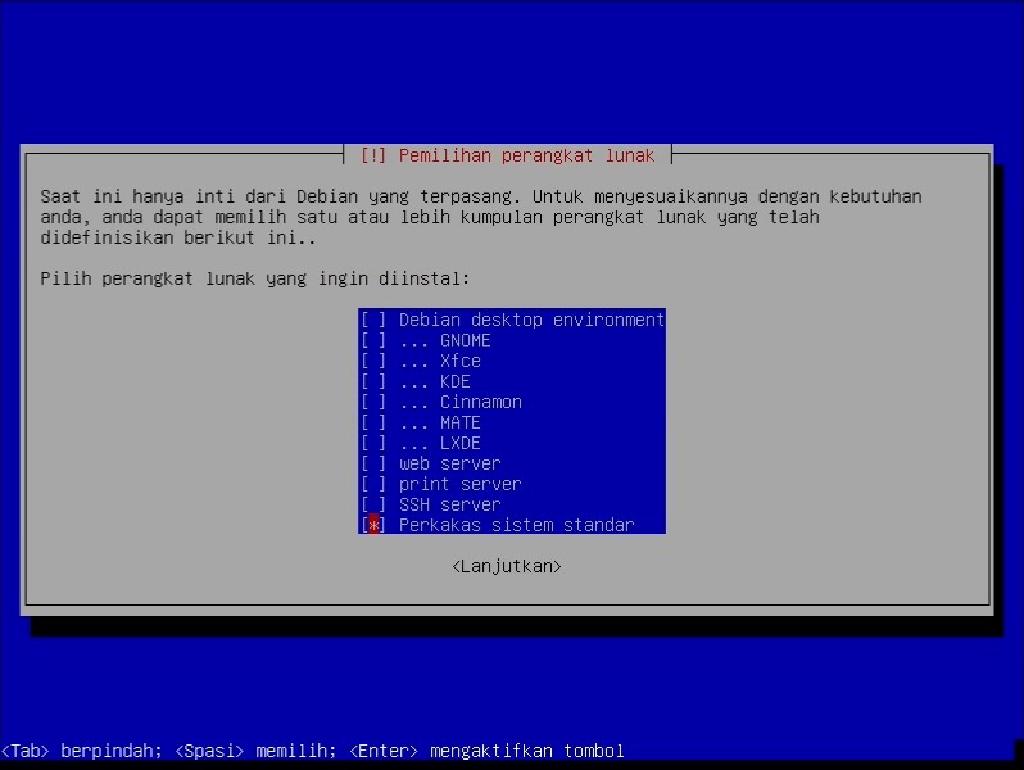 [!] Pemilihan perangkat lunak
Saat ini hanya inti dari Debian yang terpasang. Untuk menyesuaikannya dengan kebutuhan
anda, anda dapat memilih satu atau lebih kumpulan perangkat lunak yang telah
didefinisikan berikut ini..
Pilih perangkat lunak yang ingin diinstal:
[ ] Debian desktop environment
[ ] ... GNOME
[ ] ... Xfce
[ ] ... KDE
[ ] ... Cinnamon
[ ] ... MATE
[ ] ... LXDE
[ ] web server
[ ] print server
[ ] SSH server
[*] Perkakas sistem standar
<Lanjutkan>
<Tab> berpindah; <Spasi> memilih; <Enter> mengaktifkan tombol